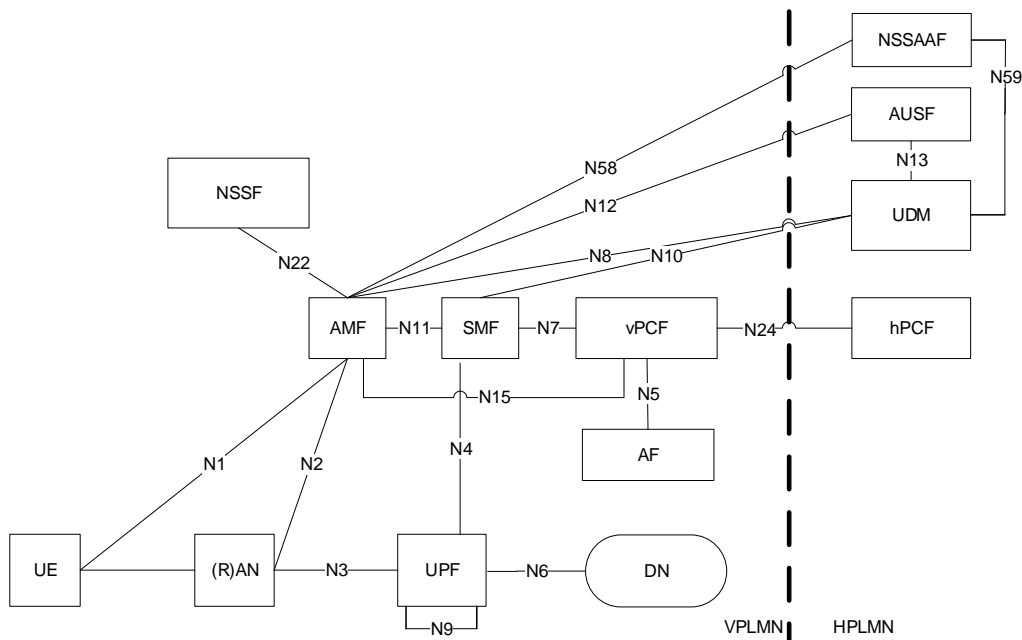 NSSAAF
N59
AUSF
N13
N58
NSSF
N12
UDM
N22
N8
N10
AMF
N11
SMF
N7
vPCF
N24
hPCF
N15
N5
N4
AF
N1
N2
UE
(R)AN
N3
UPF
N6
DN
N9
VPLMN
HPLMN